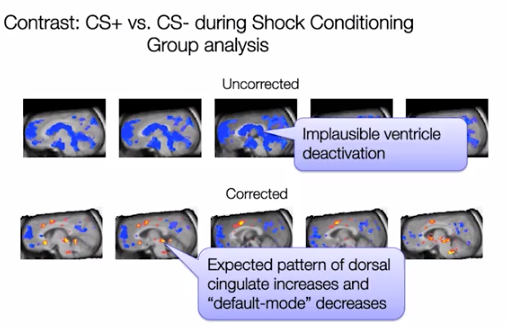 Contrast: CS+ vs. CS- during Shock Conditioning
Group analysis
Uncorrected
Implausible ventricle
deactivation
Corrected
Expected pattern of dorsal
cingulate increases and
“default-mode” decreases